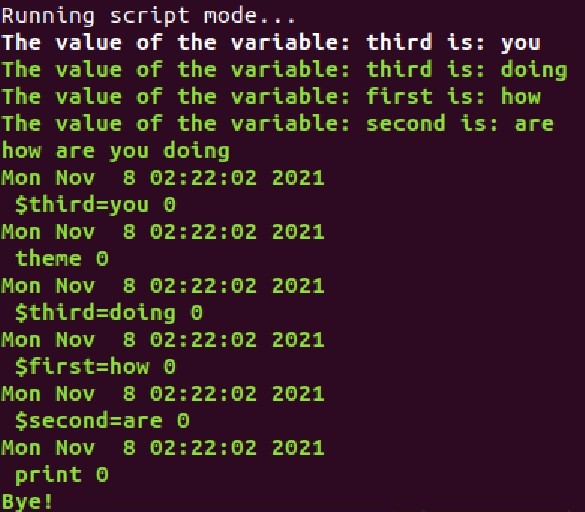 Running script mode...
The value of the variable: third is: you
The value of the variable: third is: doing
The value of the variable: first is: how
The value of the variable: second is: are
how are you doing
Mon Nov  8 02:22:02 2021
 $third=you 0
Mon Nov  8 02:22:02 2021
 theme 0
Mon Nov  8 02:22:02 2021
 $third=doing 0
Mon Nov  8 02:22:02 2021
 $first=how 0
Mon Nov  8 02:22:02 2021
 $second=are 0
Mon Nov  8 02:22:02 2021
 print 0
Bye!